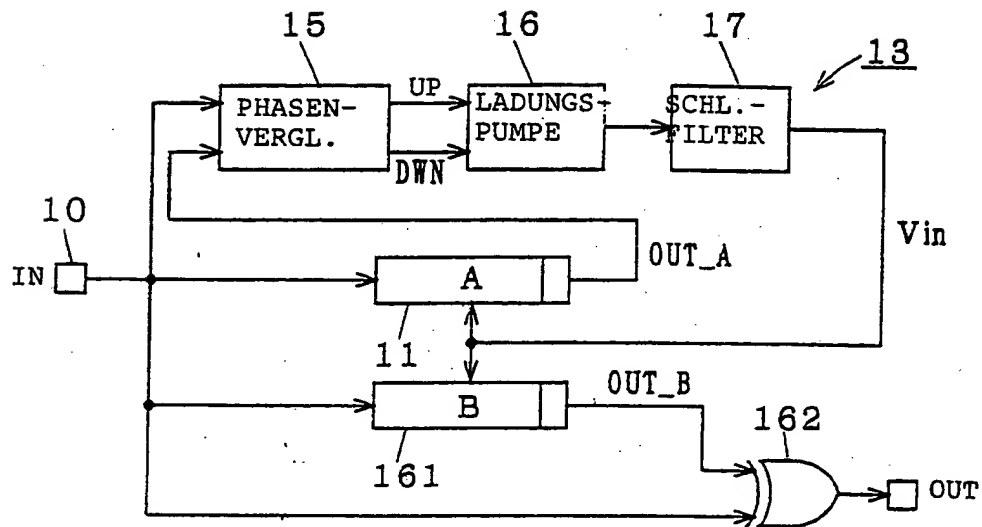 15
16
17
13
PHASEN-
VERGL.
UP
DWN
LADUNGS-
PUMPE
SCHL.-
FILTER
10
IN
Vin
OUT_A
A
11
B
OUT_B
161
162
OUT